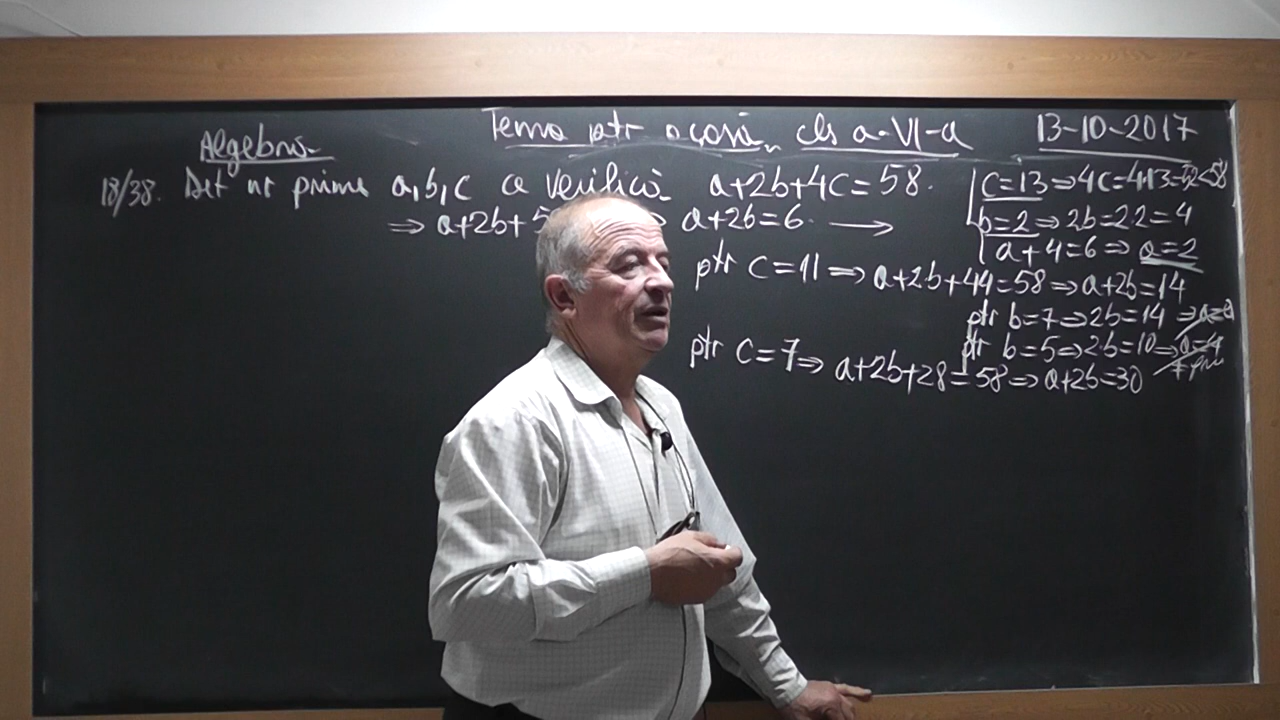 Tema ptr acasă, cls a-VI-a 13-10-2017
Algebra
18/38. Det nr prime a,b,c ce verifică a+2b+4c=58. c=13⇒4c=4·13=52<58
⇒ a+2b+5 ⇒ a+2b=6 → b=2⇒2b=2·2=4
a+4=6⇒ a=2
ptr c=11⇒ a+2b+44=58⇒a+2b=14
ptr b=7⇒2b=14 ⇒
ptr b=5⇒2b=10⇒a=4
ptr c=7⇒ a+2b+28=58⇒a+2b=30